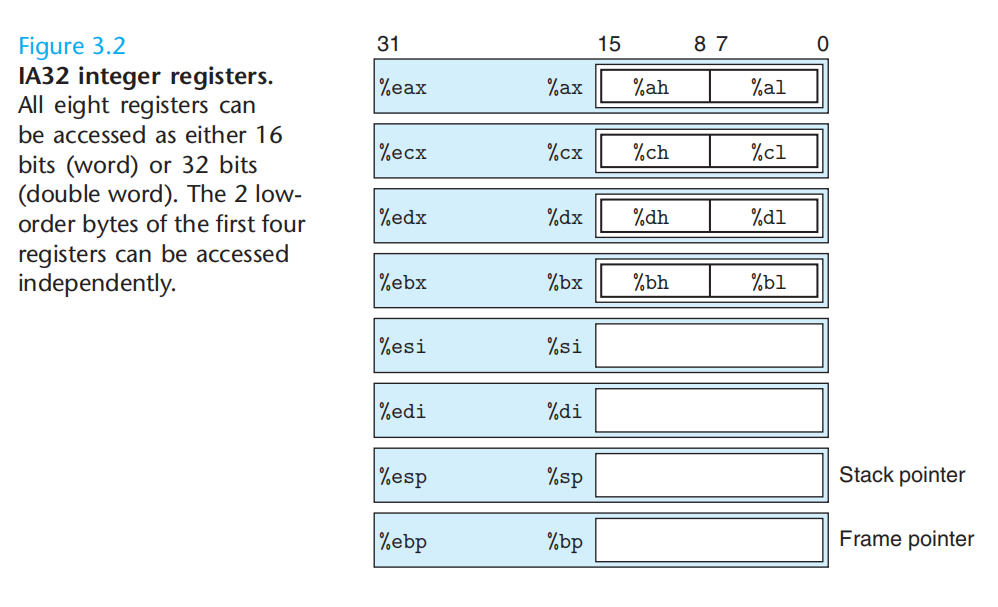 Figure 3.2
IA32 integer registers.
All eight registers can
be accessed as either 16
bits (word) or 32 bits
(double word). The 2 low-
order bytes of the first four
registers can be accessed
independently.
31 15 8 7 0
%eax %ax %ah %al
%ecx %cx %ch %cl
%edx %dx %dh %dl
%ebx %bx %bh %bl
%esi %si
%edi %di
%esp %sp Stack pointer
%ebp %bp Frame pointer